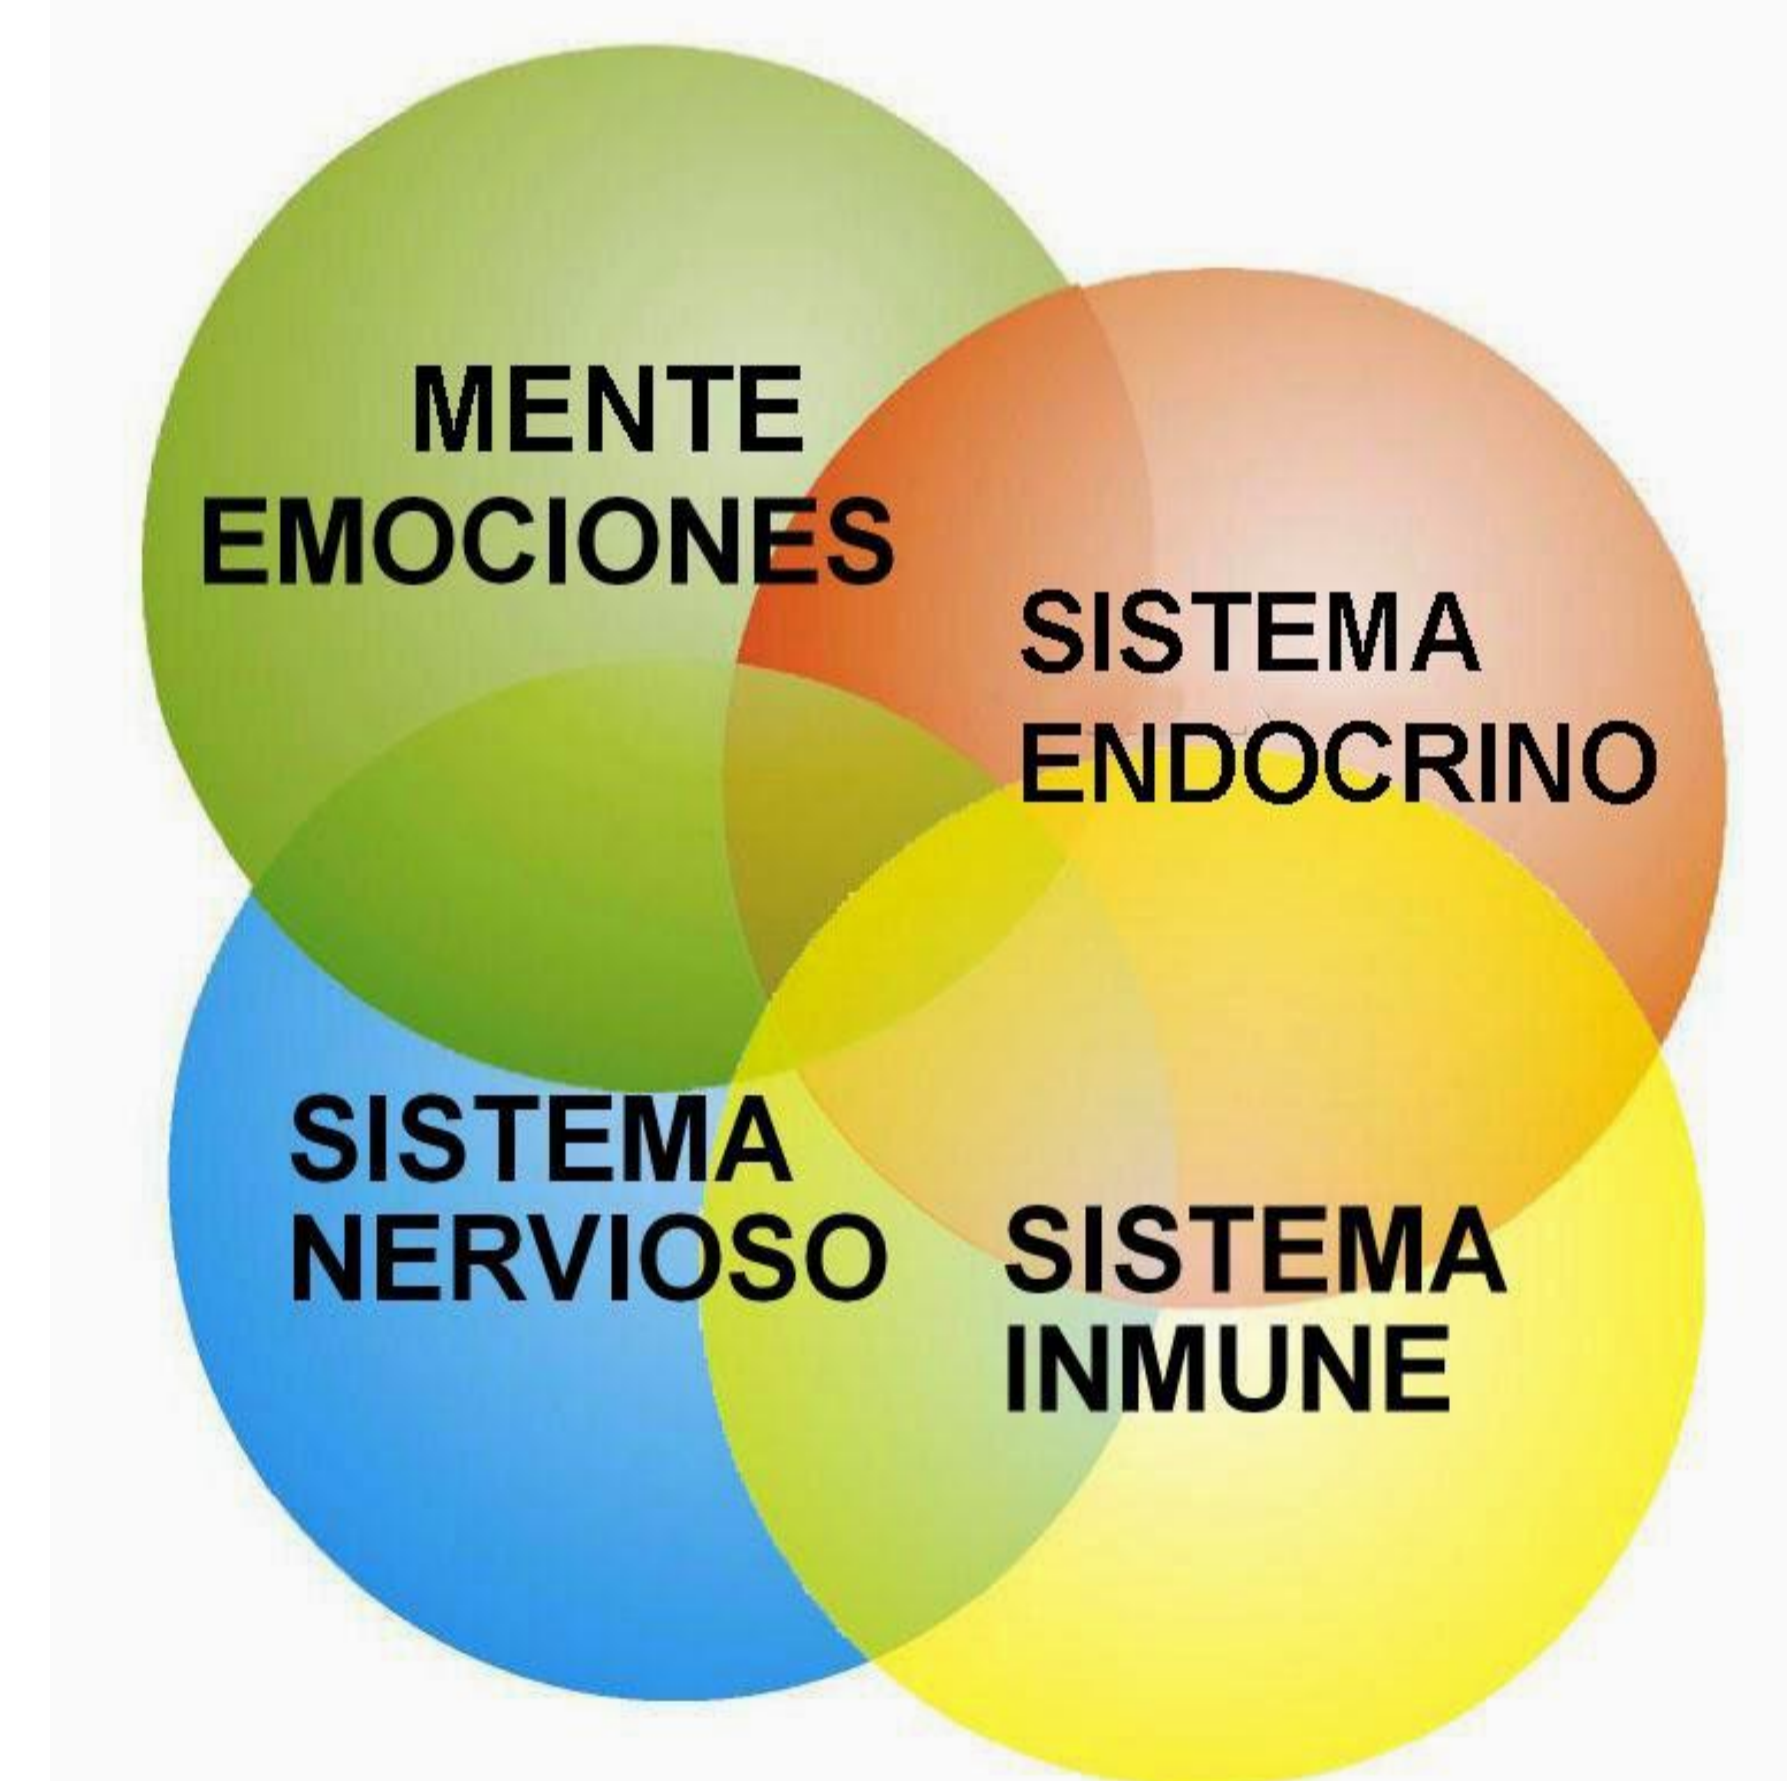 MENTE
EMOCIONES
SISTEMA
ENDOCRINO
SISTEMA
NERVIOSO
SISTEMA
INMUNE